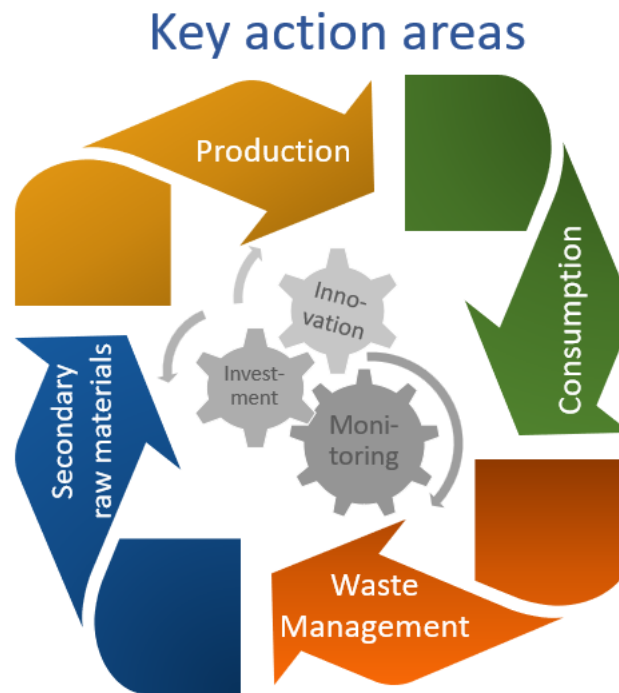 Key action areas
Production
Consumption
Inno-
vation
Invest-
ment
Moni-
toring
Secondary
raw materials
Waste
Management